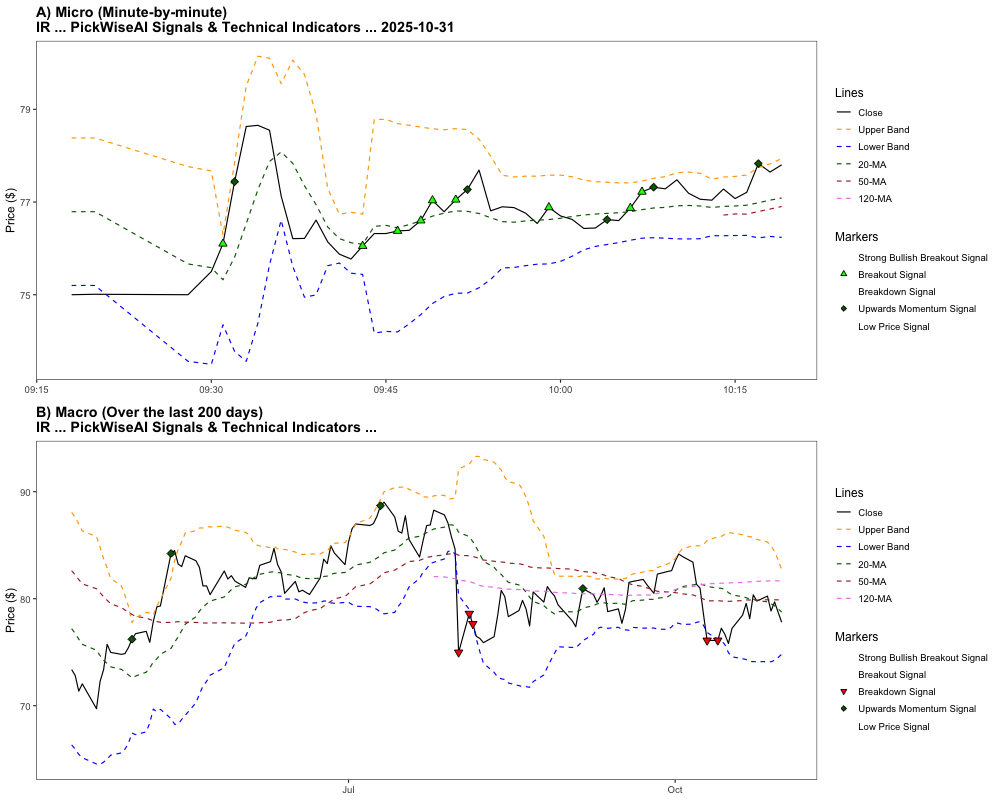 A) Micro (Minute-by-minute)
IR ... PickWiseAI Signals & Technical Indicators ... 2025-10-31
Price ($)
79
77
75
09:15
09:30
09:45
10:00
10:15
Lines
Close
Upper Band
Lower Band
20-MA
50-MA
120-MA
Markers
Strong Bullish Breakout Signal
Breakout Signal
Breakdown Signal
Upwards Momentum Signal
Low Price Signal
B) Macro (Over the last 200 days)
IR ... PickWiseAI Signals & Technical Indicators ...
Price ($)
90
80
70
Jul
Oct
Lines
Close
Upper Band
Lower Band
20-MA
50-MA
120-MA
Markers
Strong Bullish Breakout Signal
Breakout Signal
Breakdown Signal
Upwards Momentum Signal
Low Price Signal